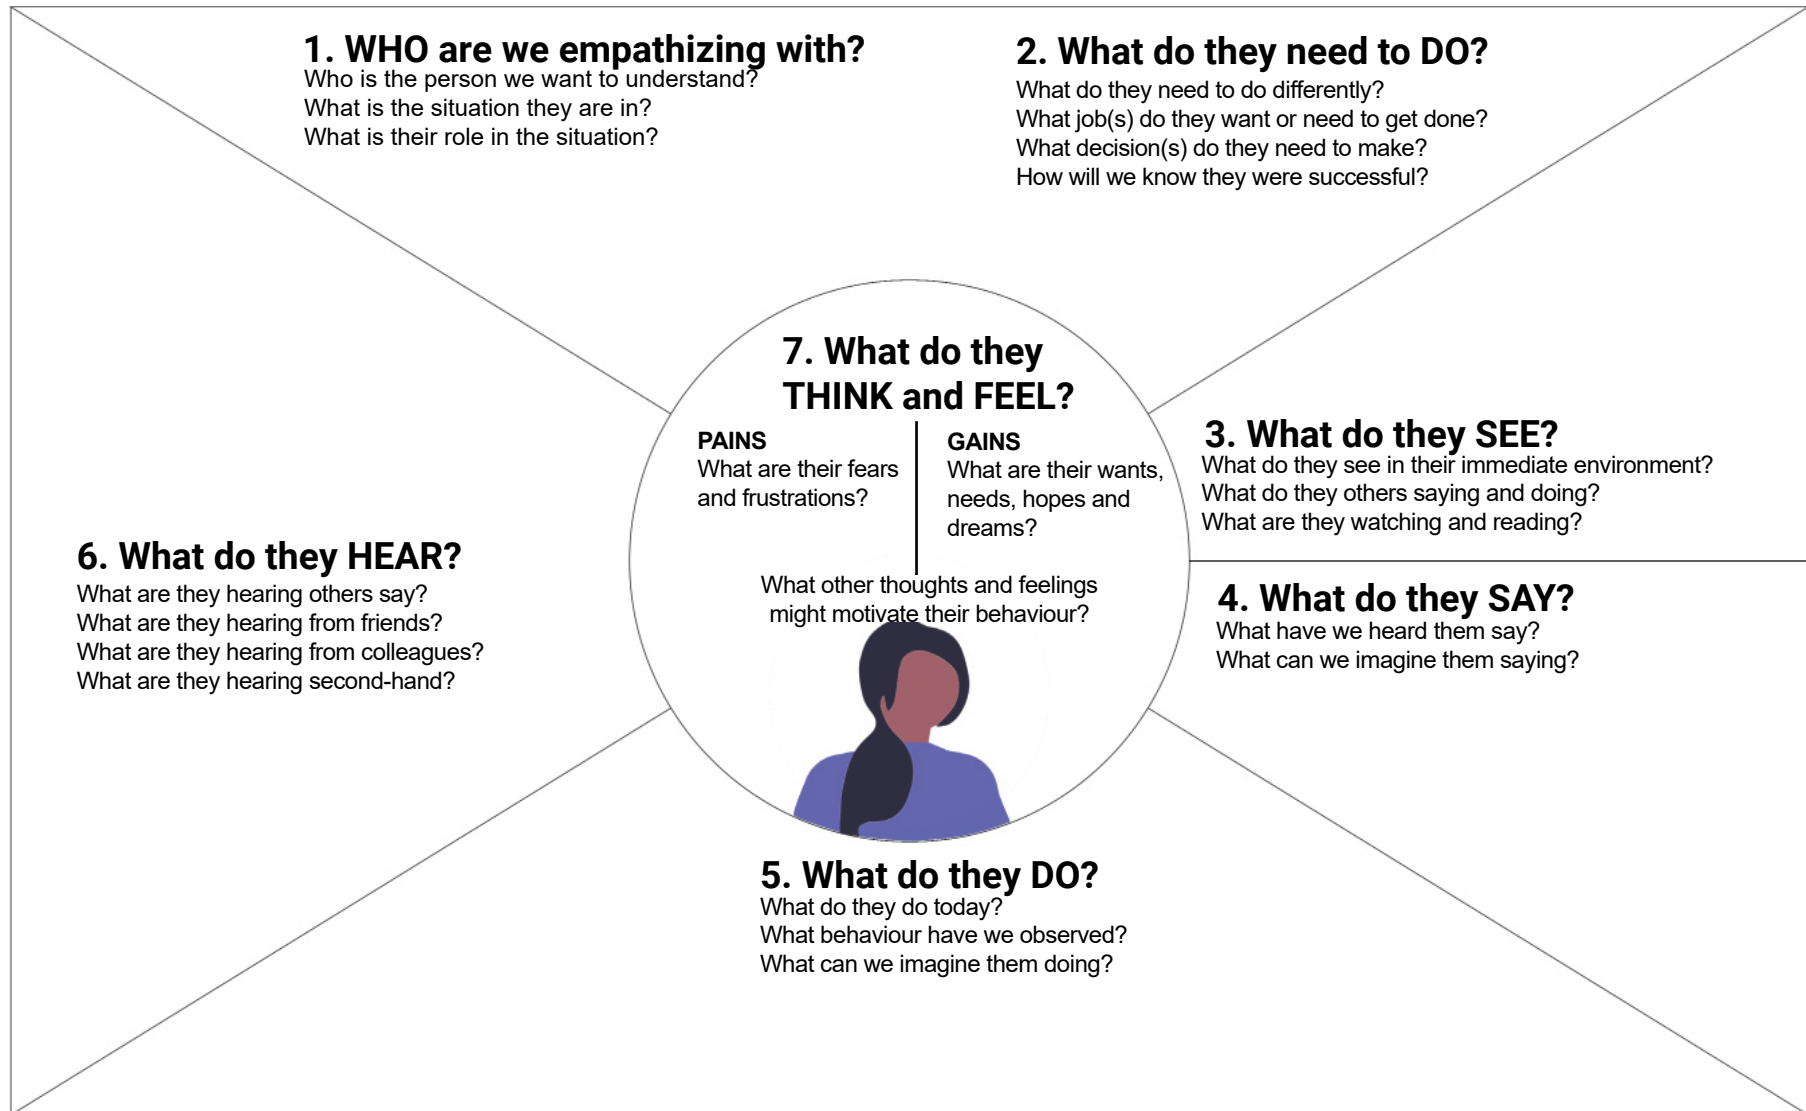 1. WHO are we empathizing with?
Who is the person we want to understand?
What is the situation they are in?
What is their role in the situation?
2. What do they need to DO?
What do they need to do differently?
What job(s) do they want or need to get done?
What decision(s) do they need to make?
How will we know they were successful?
3. What do they SEE?
What do they see in their immediate environment?
What do they others saying and doing?
What are they watching and reading?
4. What do they SAY?
What have we heard them say?
What can we imagine them saying?
5. What do they DO?
What do they do today?
What behaviour have we observed?
What can we imagine them doing?
6. What do they HEAR?
What are they hearing others say?
What are they hearing from friends?
What are they hearing from colleagues?
What are they hearing second-hand?
7. What do they
THINK and FEEL?
PAINS
What are their fears
and frustrations?
GAINS
What are their wants,
needs, hopes and
dreams?
What other thoughts and feelings
might motivate their behaviour?